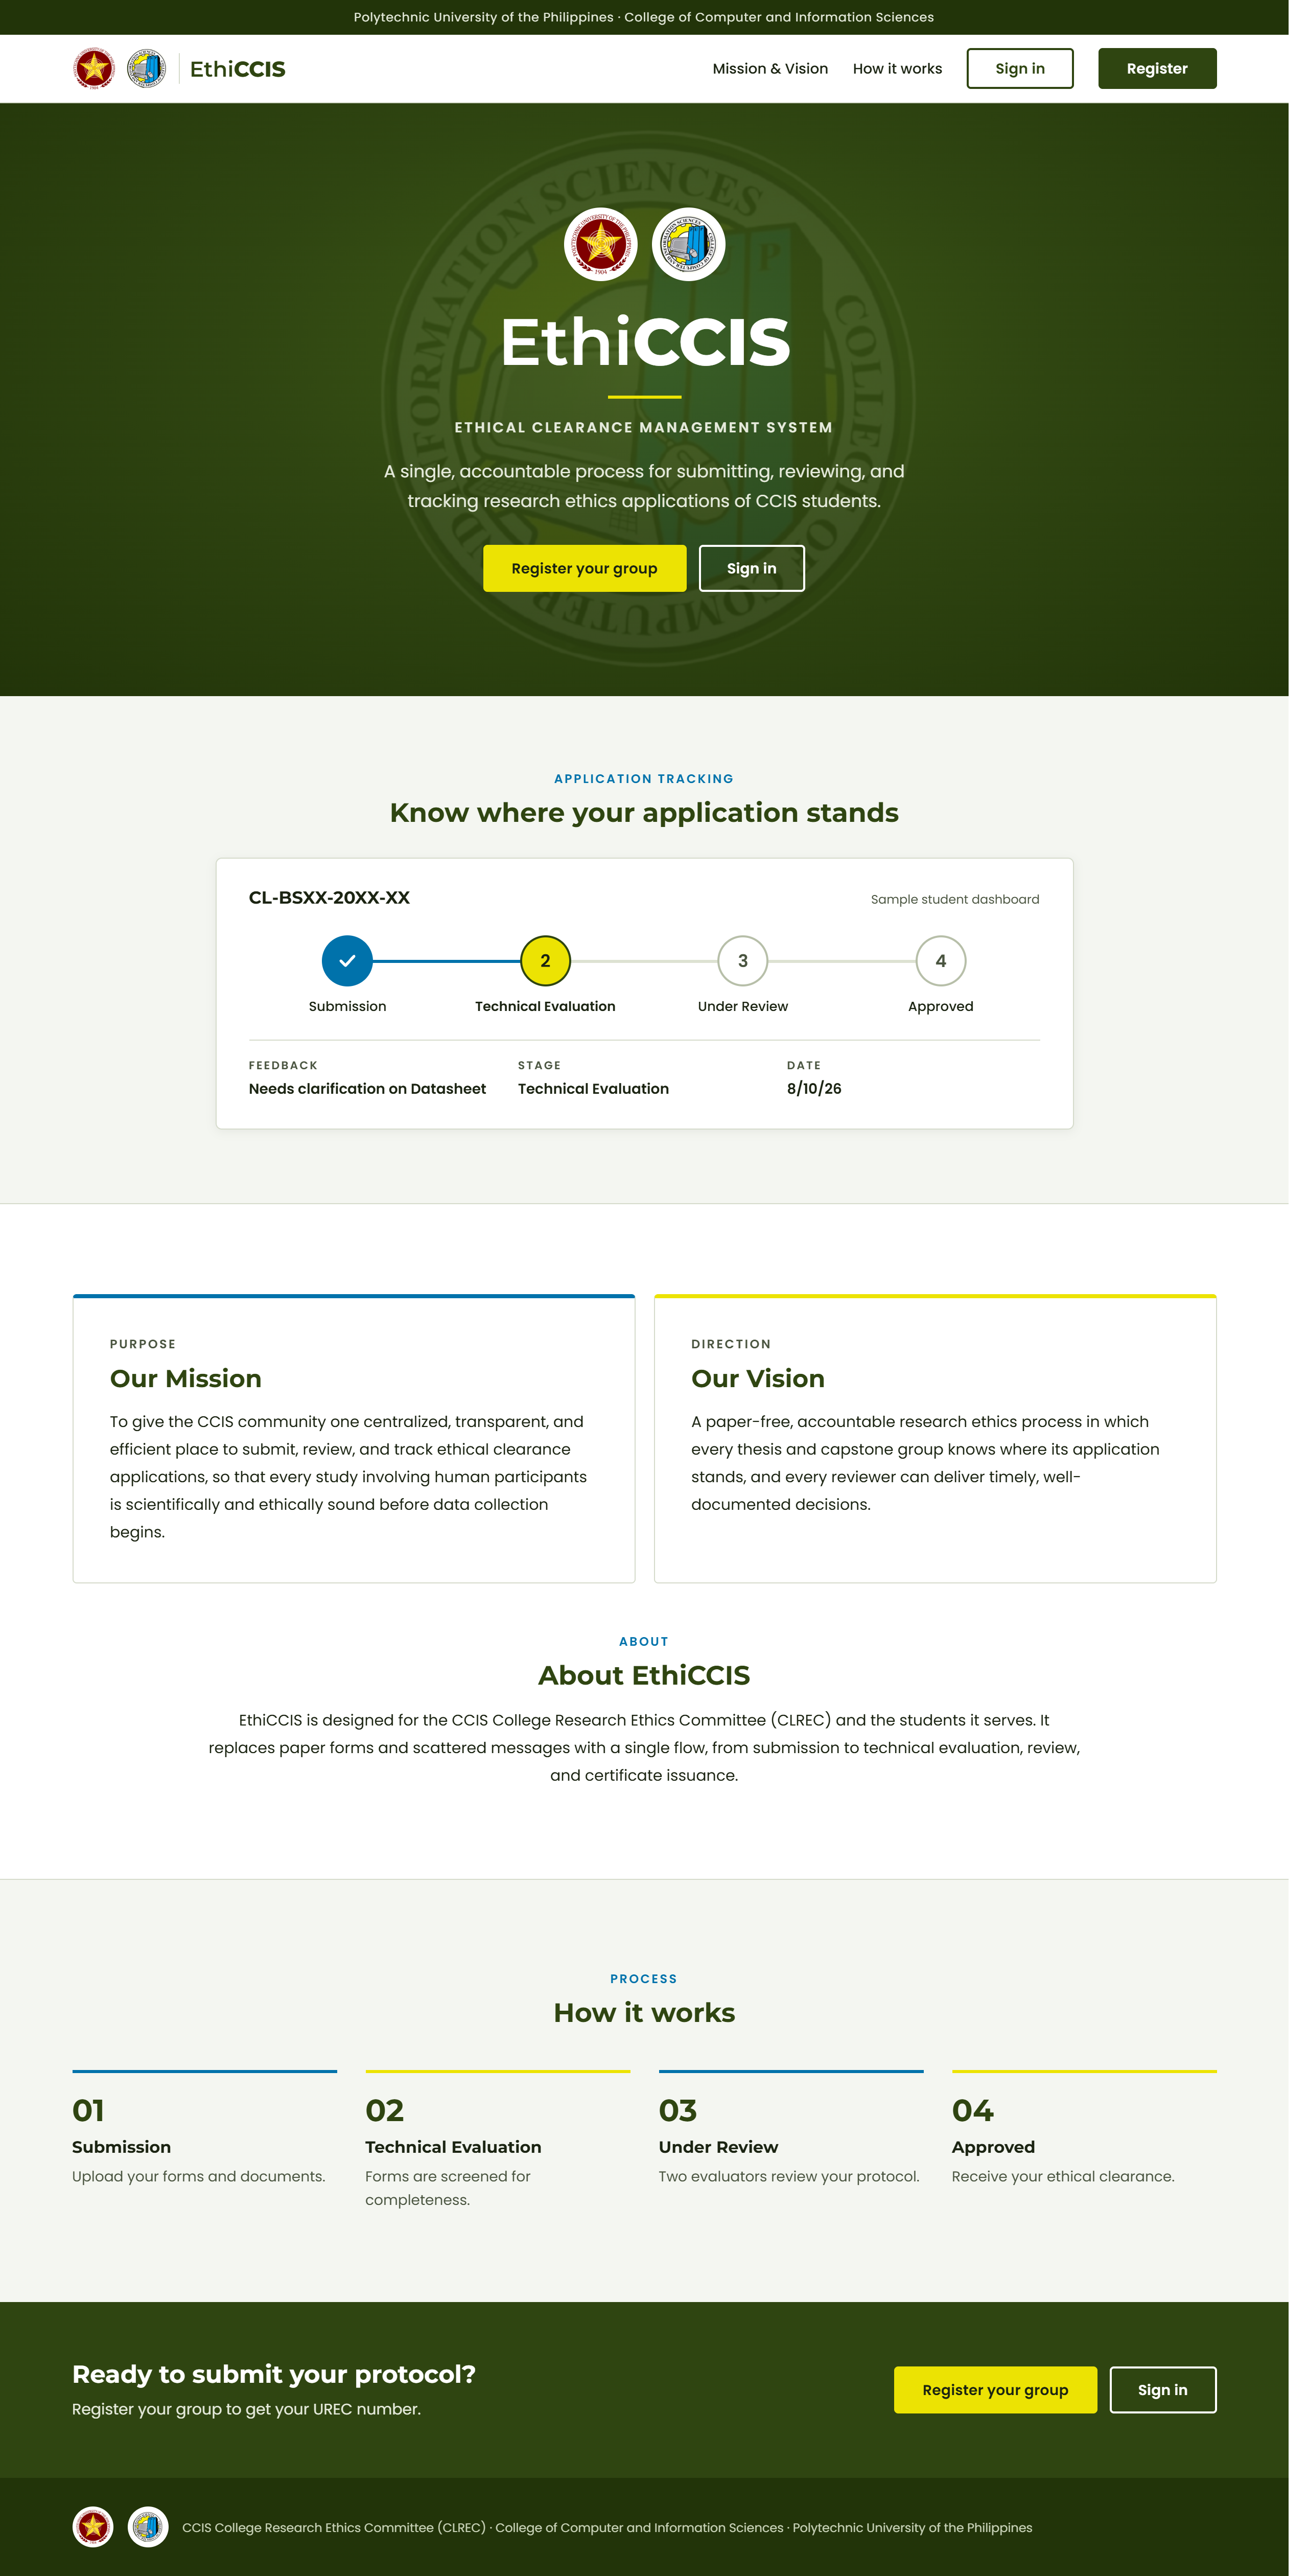 Polytechnic University of the Philippines · College of Computer and Information Sciences
EthiCCIS
Mission & Vision
How it works
Sign in
Register
EthiCCIS
ETHICAL CLEARANCE MANAGEMENT SYSTEM
A single, accountable process for submitting, reviewing, and
tracking research ethics applications of CCIS students.
Register your group
Sign in
APPLICATION TRACKING
Know where your application stands
CL-BSXX-20XX-XX
Sample student dashboard
2
3
4
Submission
Technical Evaluation
Under Review
Approved
FEEDBACK
STAGE
DATE
Needs clarification on Datasheet
Technical Evaluation
8/10/26
PURPOSE
Our Mission
To give the CCIS community one centralized, transparent, and
efficient place to submit, review, and track ethical clearance
applications, so that every study involving human participants
is scientifically and ethically sound before data collection
begins.
DIRECTION
Our Vision
A paper-free, accountable research ethics process in which
every thesis and capstone group knows where its application
stands, and every reviewer can deliver timely, well-
documented decisions.
ABOUT
About EthiCCIS
EthiCCIS is designed for the CCIS College Research Ethics Committee (CLREC) and the students it serves. It
replaces paper forms and scattered messages with a single flow, from submission to technical evaluation, review,
and certificate issuance.
PROCESS
How it works
01
Submission
Upload your forms and documents.
02
Technical Evaluation
Forms are screened for
completeness.
03
Under Review
Two evaluators review your protocol.
04
Approved
Receive your ethical clearance.
Ready to submit your protocol?
Register your group to get your UREC number.
Register your group
Sign in
CCIS College Research Ethics Committee (CLREC) · College of Computer and Information Sciences · Polytechnic University of the Philippines